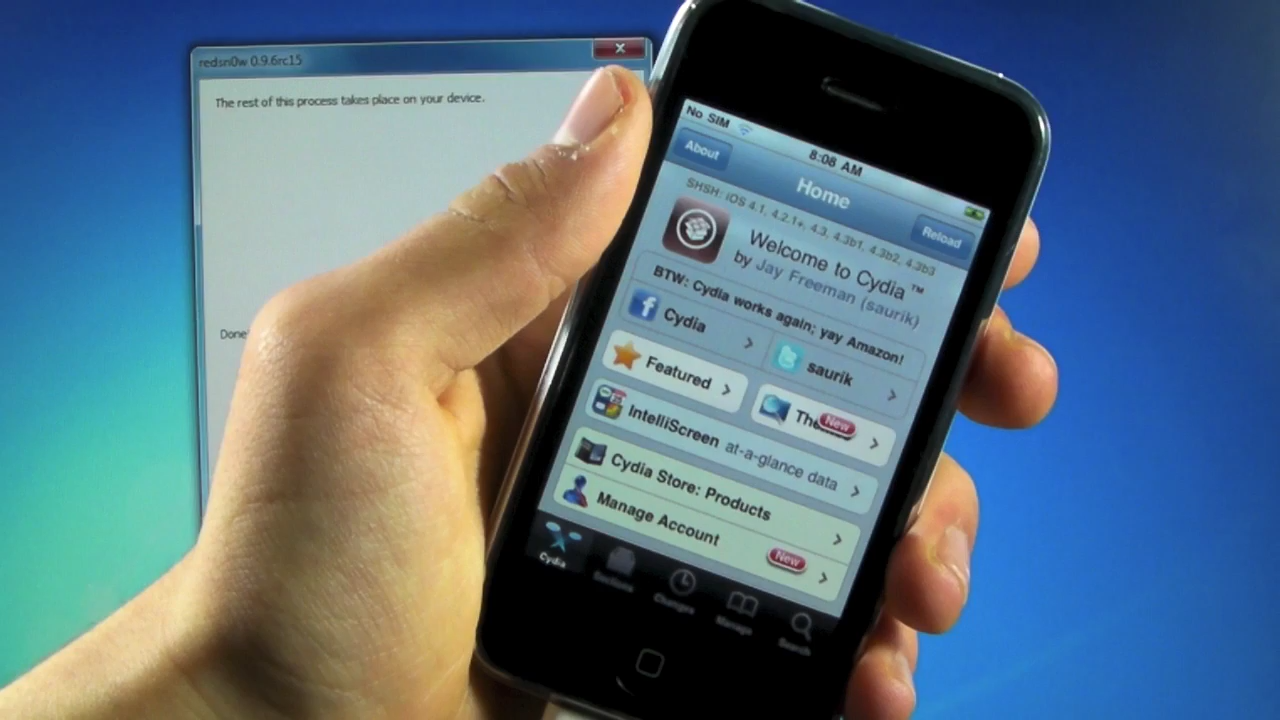 redsn0w 0.9.6rc15
The rest of this process takes place on your device.
Done!
No SIM
8:08 AM
About
Home
Reload
SHSH: iOS 4.1, 4.2.1+, 4.3, 4.3b1, 4.3b2, 4.3b3
Welcome to Cydia™
by Jay Freeman (saurik)
BTW: Cydia works again; yay Amazon!
Cydia
saurik
Featured
New
IntelliScreen at-a-glance data
Cydia Store: Products
Manage Account
New
Cydia
Sections
Changes
Manage
Search